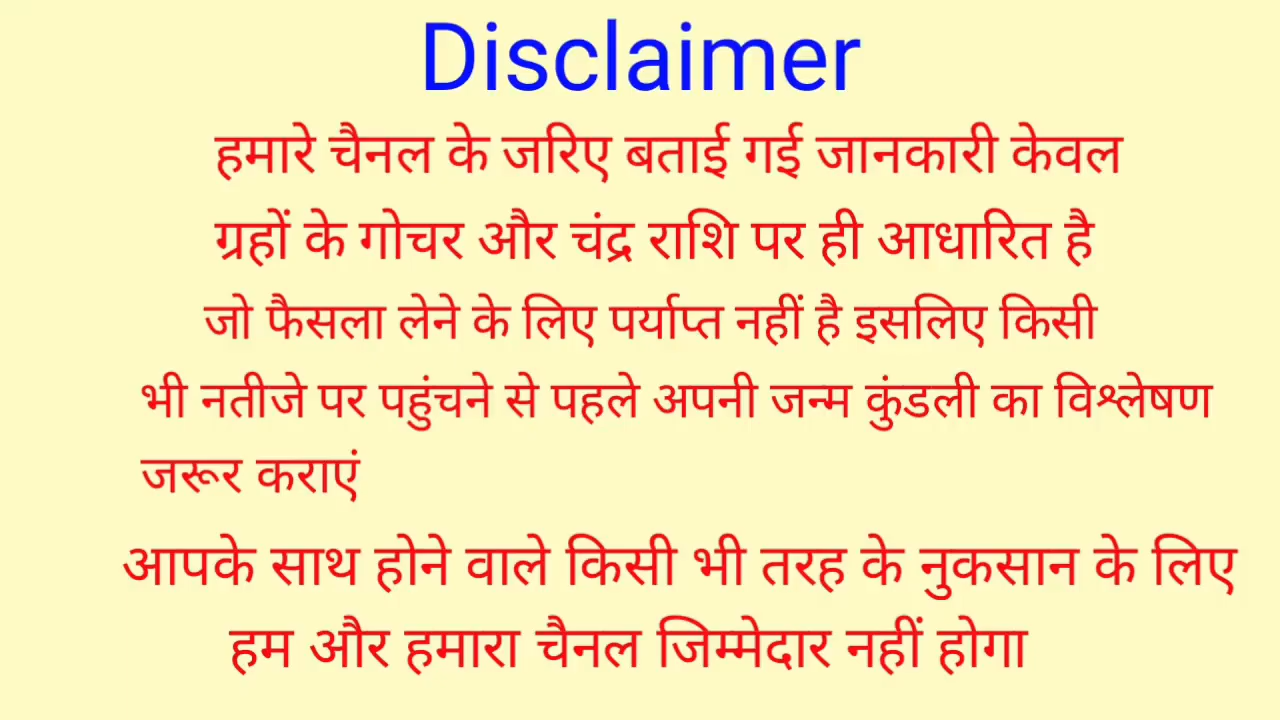 Disclaimer
हमारे चैनल के जरिए बताई गई जानकारी केवल
ग्रहों के गोचर और चंद्र राशि पर ही आधारित है
जो फैसला लेने के लिए पर्याप्त नहीं है इसलिए किसी
भी नतीजे पर पहुंचने से पहले अपनी जन्म कुंडली का विश्लेषण
जरूर कराएं
आपके साथ होने वाले किसी भी तरह के नुकसान के लिए
हम और हमारा चैनल जिम्मेदार नहीं होगा